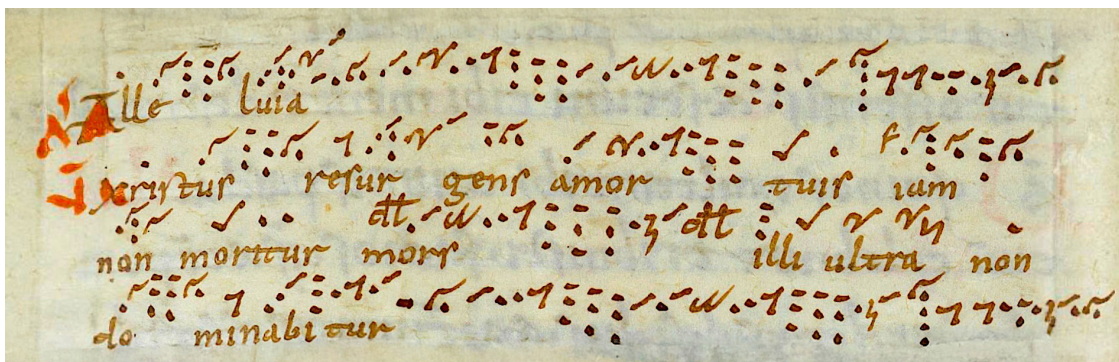 Alle luia
xpistus resur gens amor tuis iam
non moritur mors illi ultra non
do minabitur